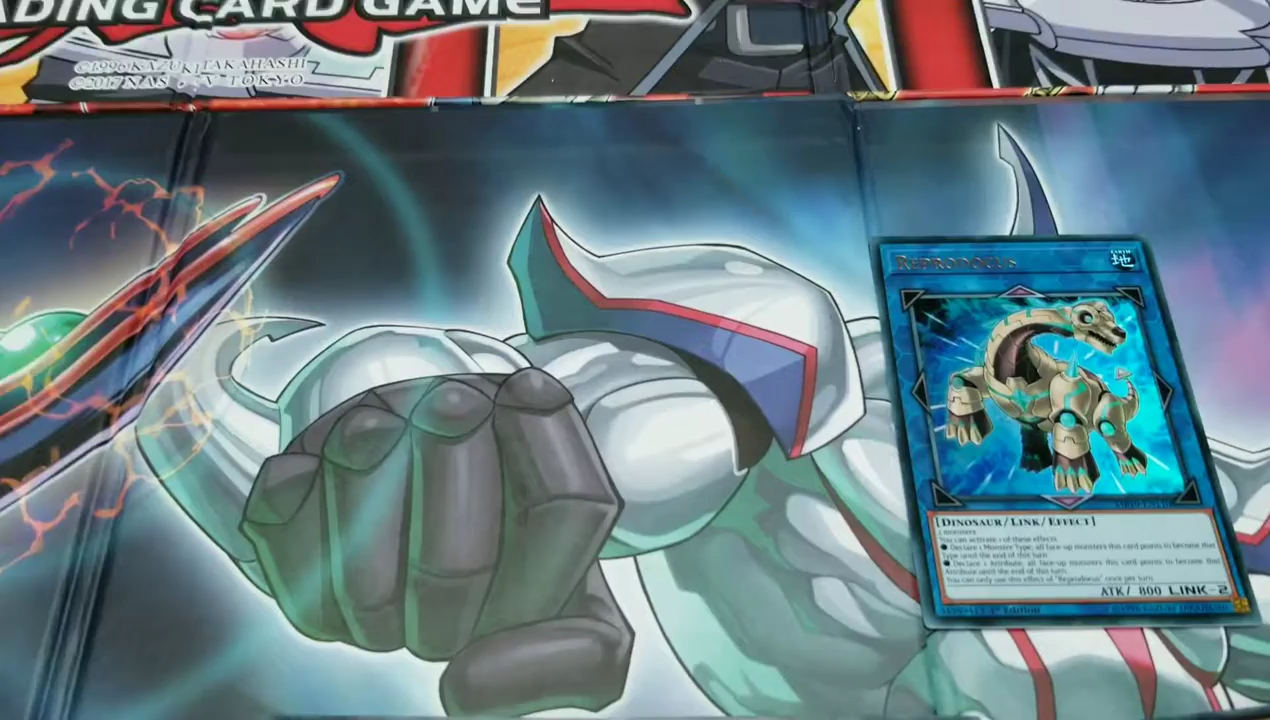 ADING CARD GAME
©1996 KAZUKI TAKAHASHI
©2017 NAS · TV TOKYO
REPRODOCUS
EARTH
地
[DINOSAUR/LINK/EFFECT]
2 monsters
You can activate 1 of these effects
● Declare 1 Monster Type; all face-up monsters this card points to become that
Type until the end of this turn.
● Declare 1 Attribute; all face-up monsters this card points to become that
Attribute until the end of this turn.
You can only use this effect of "Reprodocus" once per turn.
ATK/ 800 LINK-2
1st Edition